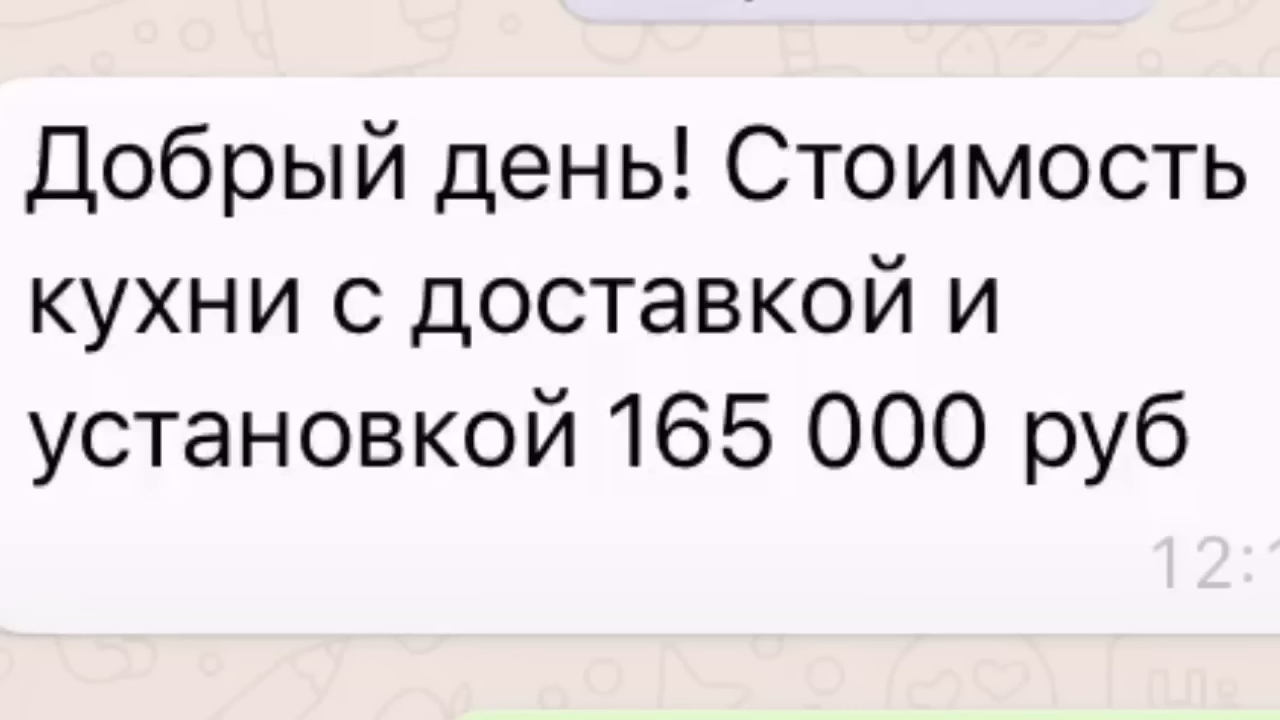 Добрый день! Стоимость
кухни с доставкой и
установкой 165 000 руб